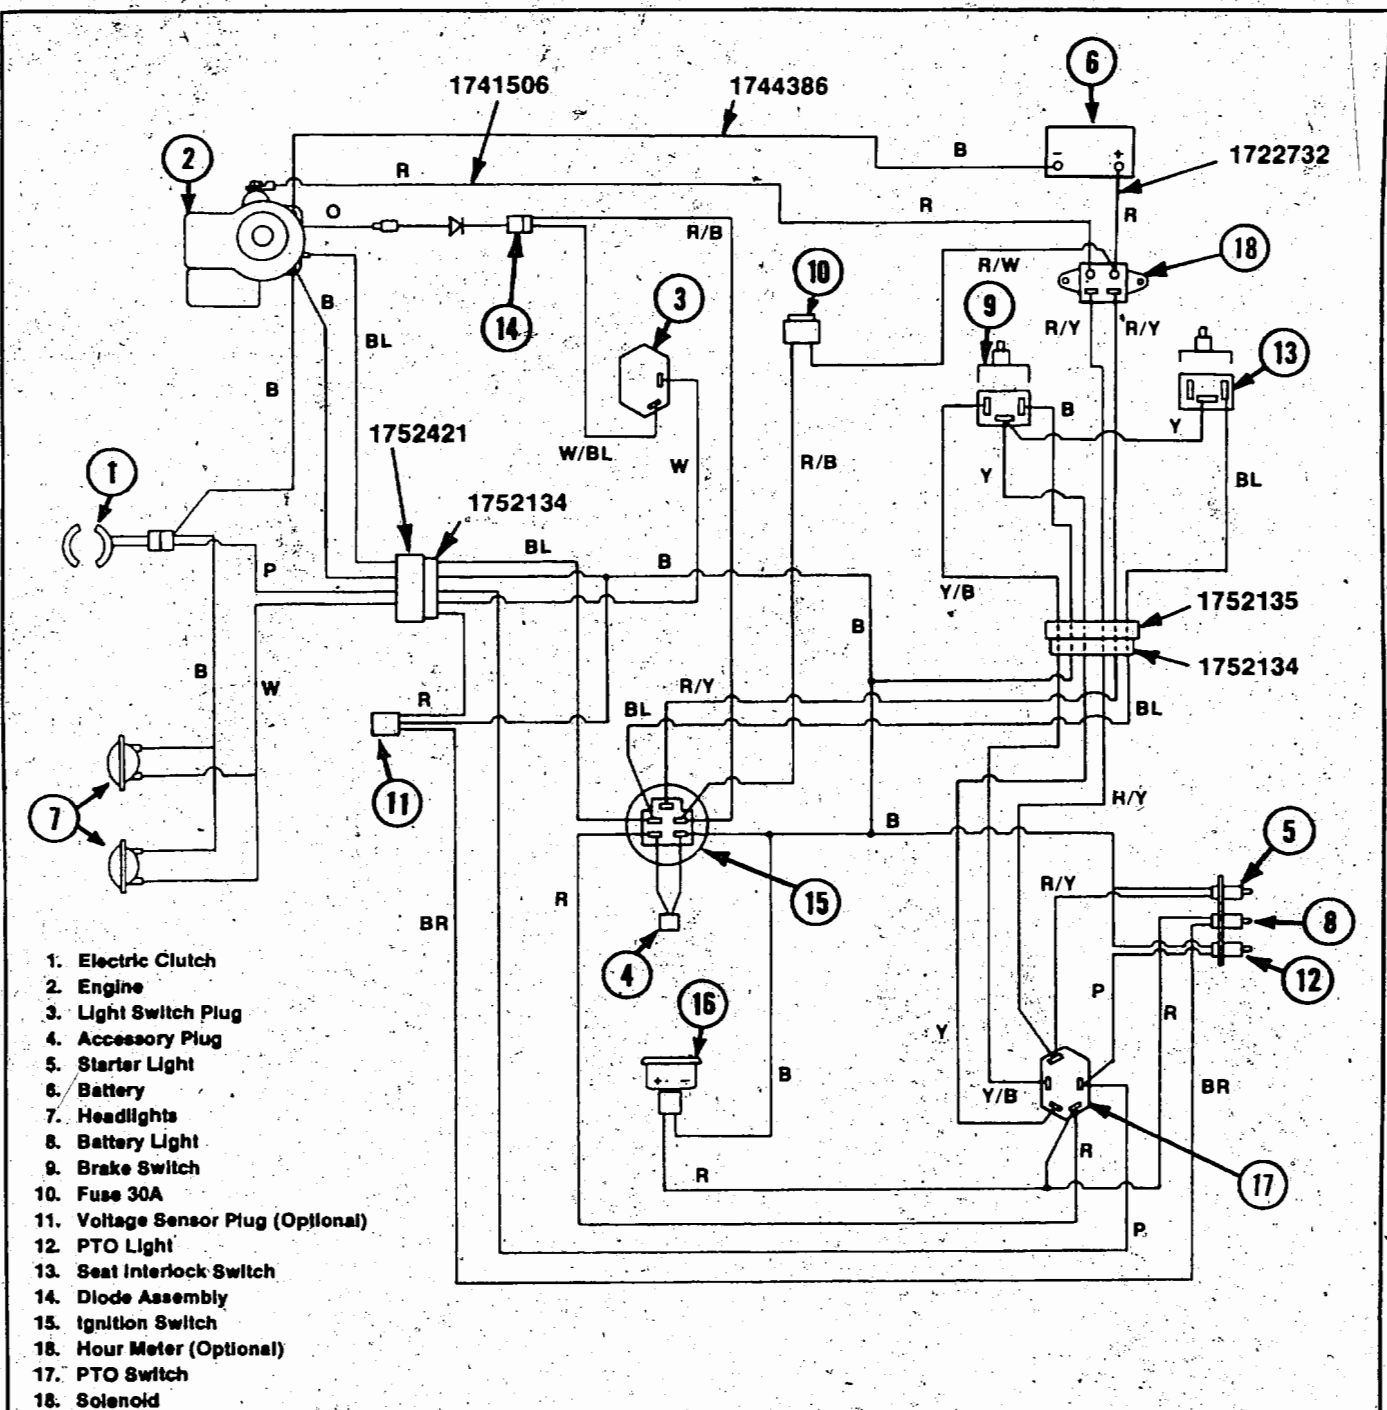 6
1741506
1744386
B
2
1722732
R
R
R
O
R/B
10
R/W
18
3
9
B
14
R/Y
R/Y
BL
13
B
B
Y
1752421
W/BL
W
R/B
Y
BL
1
1752134
BL
B
P
Y/B
1752135
B
1752134
B
W
R
R/Y
BL
BL
7
11
R/Y
B
5
R/Y
15
R
BR
8
4
12
16
P
R
Y
B
Y/B
BR
R
R
17
P
- +
+ -
1. Electric Clutch
2. Engine
3. Light Switch Plug
4. Accessory Plug
5. Starter Light
6. Battery
7. Headlights
8. Battery Light
9. Brake Switch
10. Fuse 30A
11. Voltage Sensor Plug (Optional)
12. PTO Light
13. Seat Interlock Switch
14. Diode Assembly
15. Ignition Switch
16. Hour Meter (Optional)
17. PTO Switch
18. Solenoid